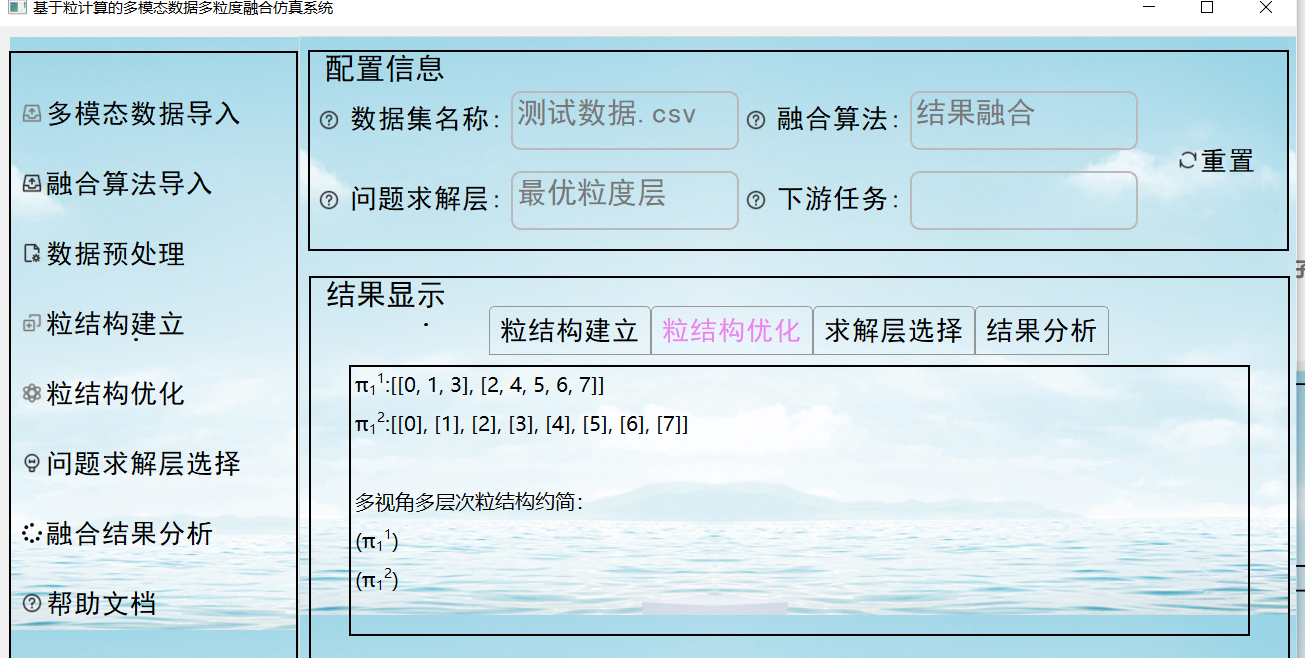 基于粒计算的多模态数据多粒度融合仿真系统
多模态数据导入
融合算法导入
数据预处理
粒结构建立
粒结构优化
问题求解层选择
融合结果分析
帮助文档
配置信息
数据集名称: 测试数据.csv 融合算法: 结果融合
重置
问题求解层: 最优粒度层 下游任务:
结果显示
粒结构建立 粒结构优化 求解层选择 结果分析
π₁¹:[[0, 1, 3], [2, 4, 5, 6, 7]]
π₁²:[[0], [1], [2], [3], [4], [5], [6], [7]]
多视角多层次粒结构约简:
(π₁¹)
(π₁²)